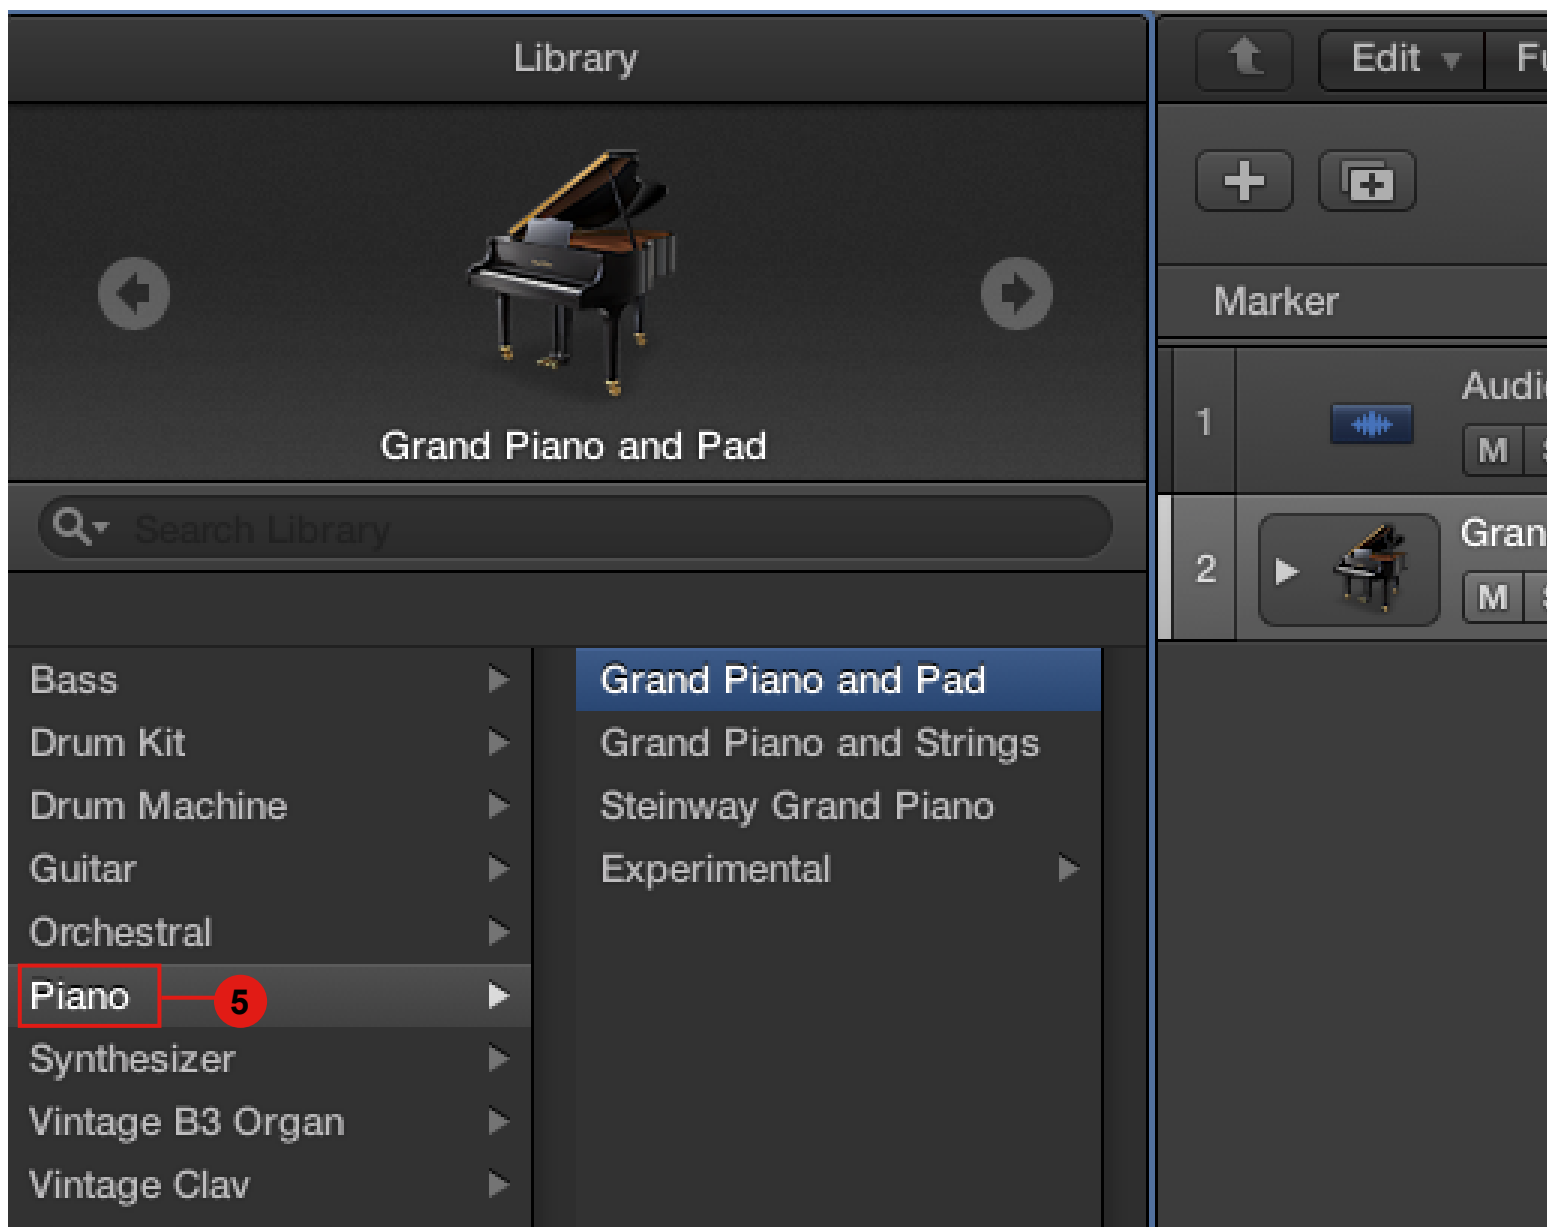 Library
Grand Piano and Pad
Search Library
Bass
Drum Kit
Drum Machine
Guitar
Orchestral
Piano
5
Synthesizer
Vintage B3 Organ
Vintage Clav
Grand Piano and Pad
Grand Piano and Strings
Steinway Grand Piano
Experimental
Edit
Marker
1
M
2
M